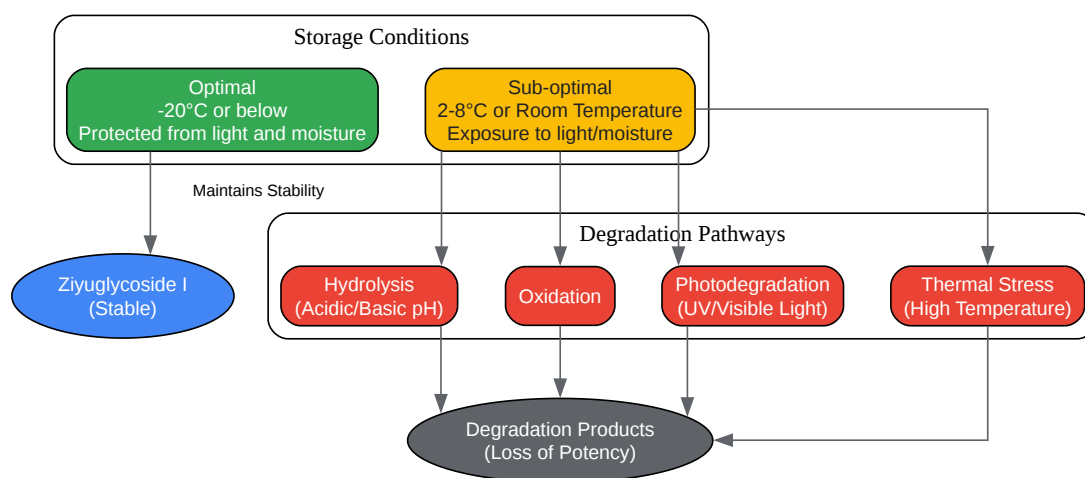 Storage Conditions
Optimal
-20°C or below
Protected from light and moisture
Sub-optimal
2-8°C or Room Temperature
Exposure to light/moisture
Maintains Stability
Degradation Pathways
Ziyuglycoside I
(Stable)
Hydrolysis
(Acidic/Basic pH)
Oxidation
Photodegradation
(UV/Visible Light)
Thermal Stress
(High Temperature)
Degradation Products
(Loss of Potency)